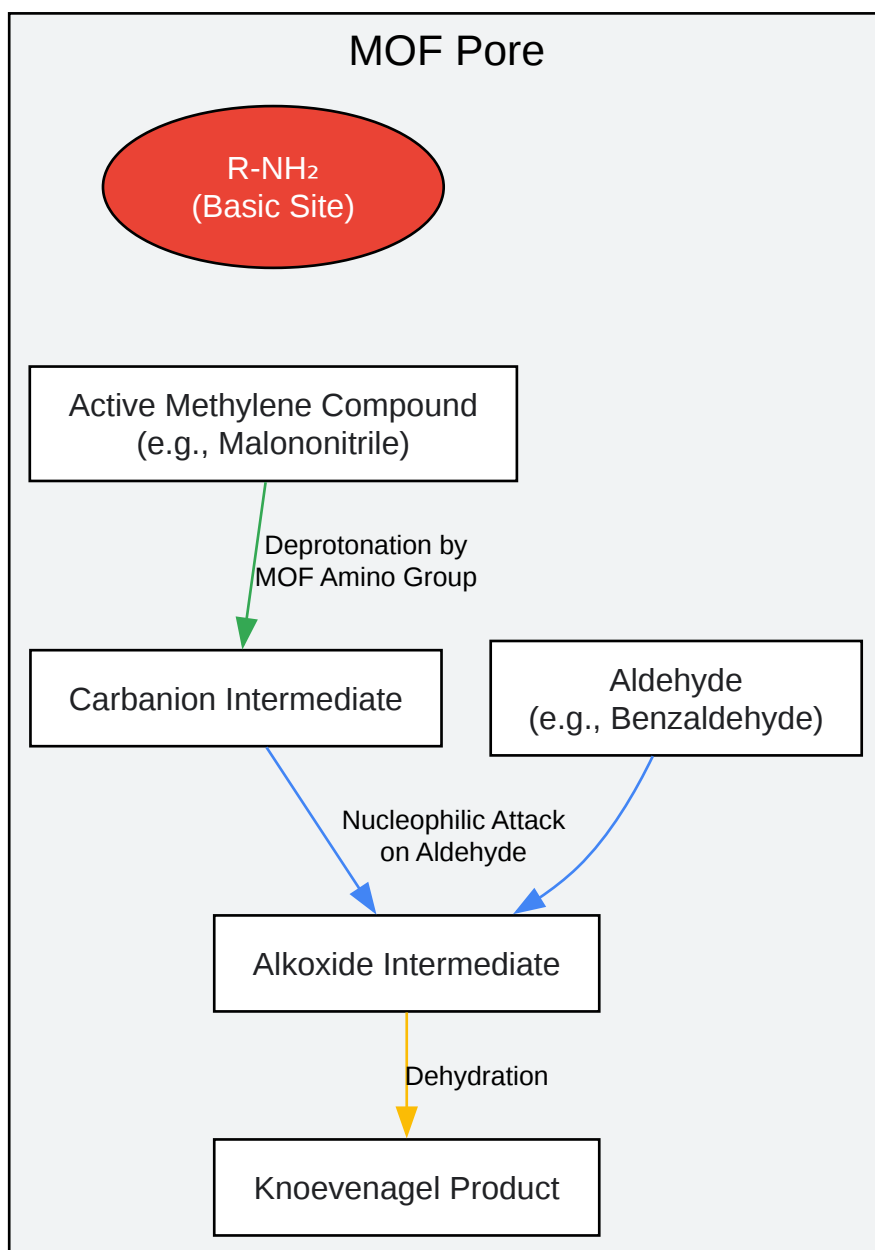 MOF Pore
R-NH₂
(Basic Site)
Active Methylene Compound
(e.g., Malononitrile)
Deprotonation by
MOF Amino Group
Carbanion Intermediate
Aldehyde
(e.g., Benzaldehyde)
Nucleophilic Attack
on Aldehyde
Alkoxide Intermediate
Dehydration
Knoevenagel Product